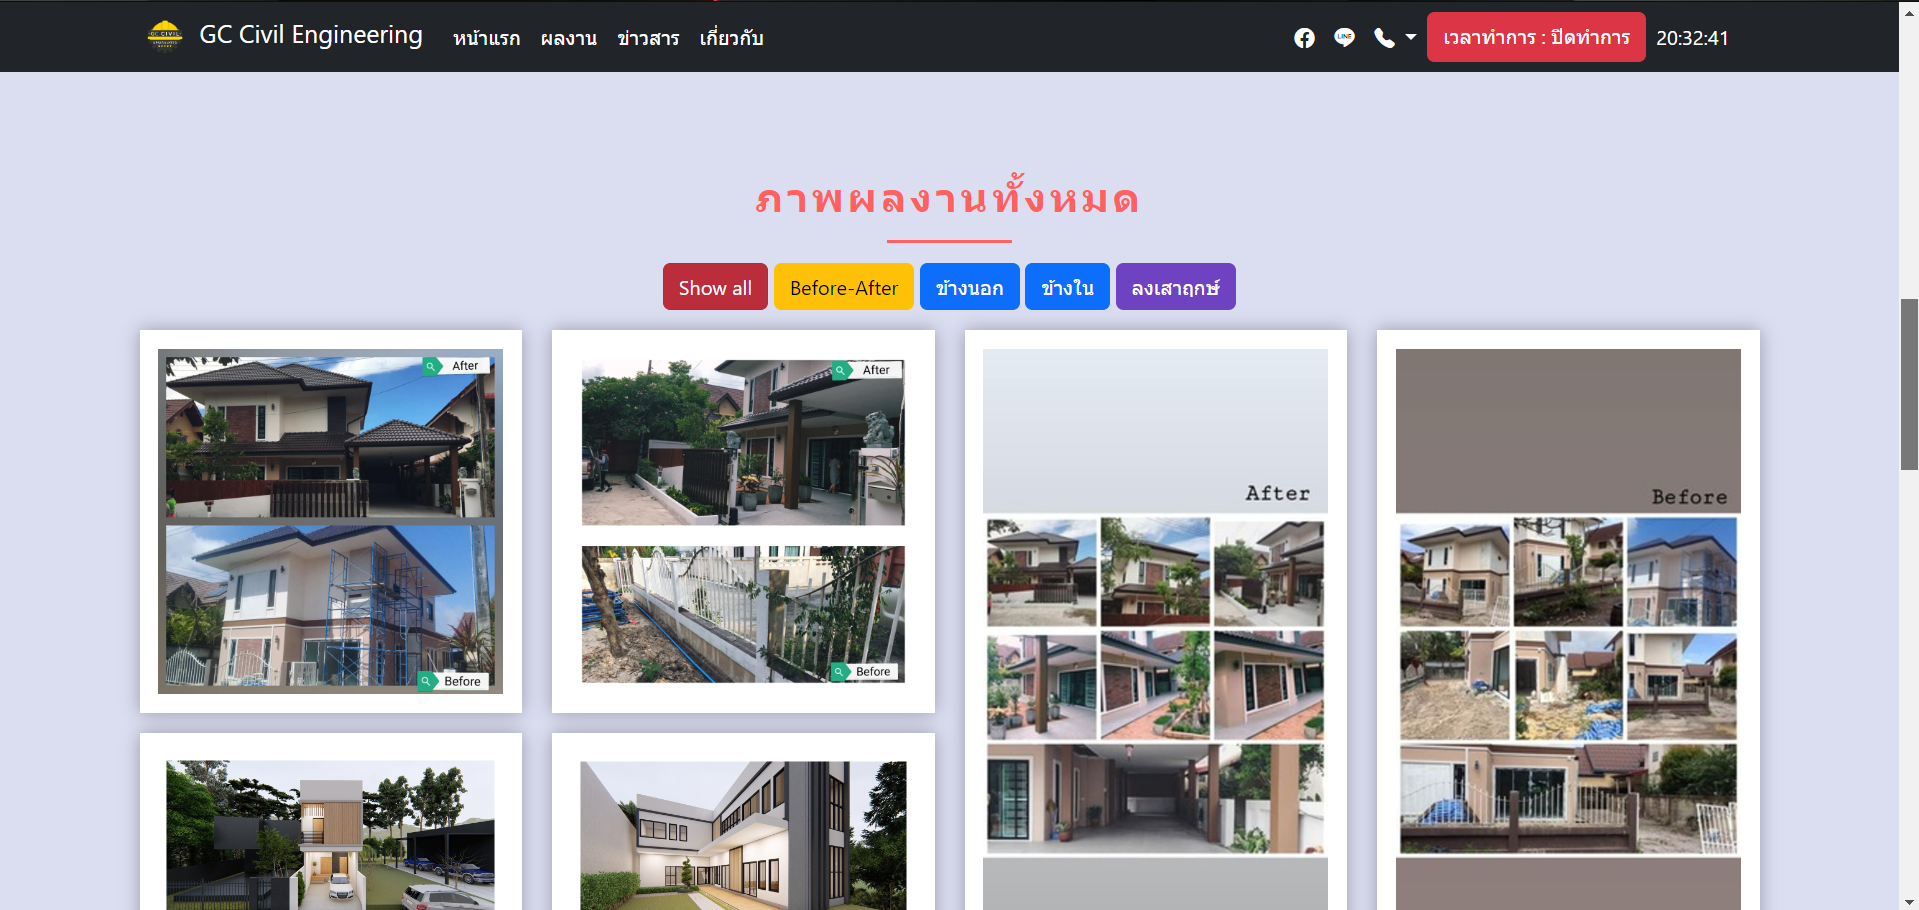 GC CIVIL
GC Civil Engineering
หน้าแรก
ผลงาน
ข่าวสาร
เกี่ยวกับ
LINE
เวลาทำการ : ปิดทำการ
20:32:41
ภาพผลงานทั้งหมด
Show all
Before-After
ข้างนอก
ข้างใน
ลงเสาฤกษ์
After
Before
After
Before
After
Before